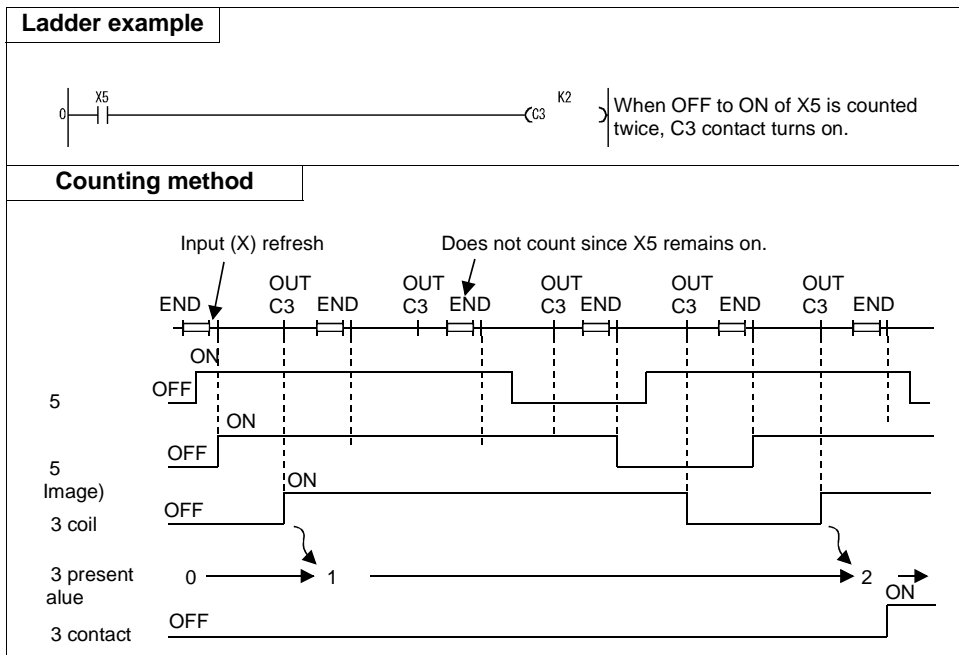 Ladder example
X5
K2
0
C3
When OFF to ON of X5 is counted
twice, C3 contact turns on.
Counting method
Input (X) refresh
Does not count since X5 remains on.
OUT OUT OUT OUT OUT
END C3 END C3 END C3 END C3 END C3 END
ON
OFF
5
ON
OFF
5
Image)
ON
OFF
3 coil
3 present
alue
0 1 2
ON
OFF
3 contact